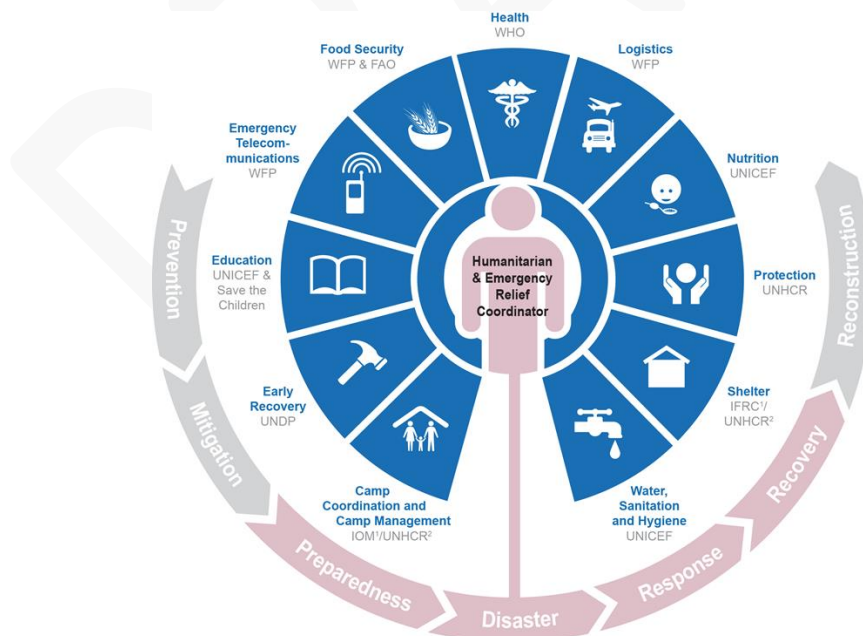 Health
WHO
Food Security
WFP & FAO
Logistics
WFP
Emergency
Telecom-
munications
WFP
Nutrition
UNICEF
Education
UNICEF &
Save the
Children
Humanitarian
& Emergency
Relief
Coordinator
Protection
UNHCR
Early
Recovery
UNDP
Shelter
IFRC¹/
UNHCR²
Camp
Coordination and
Camp Management
IOM¹/UNHCR²
Water,
Sanitation
and Hygiene
UNICEF
Prevention
Mitigation
Preparedness
Disaster
Response
Recovery
Reconstruction